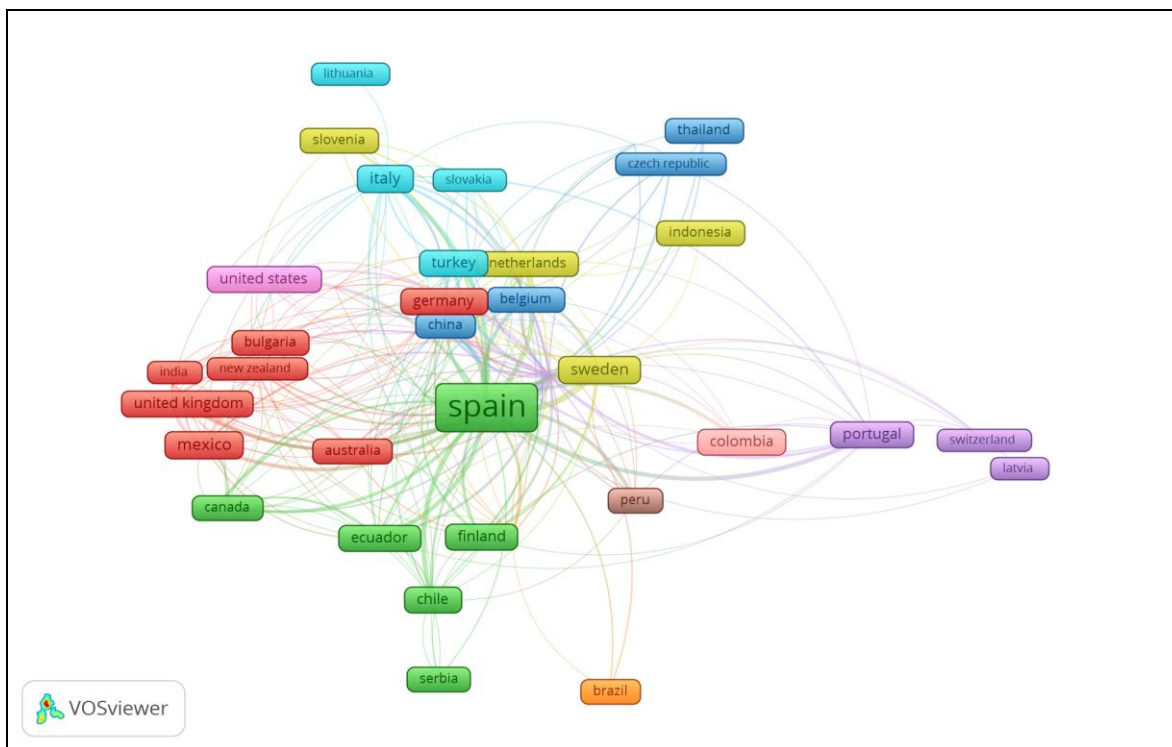 lithuania
thailand
slovenia
czech republic
italy
slovakia
indonesia
turkey
netherlands
united states
belgium
germany
china
bulgaria
new zealand
india
sweden
united kingdom
spain
mexico
australia
colombia
portugal
switzerland
latvia
peru
canada
ecuador
finland
chile
serbia
brazil
VOSviewer